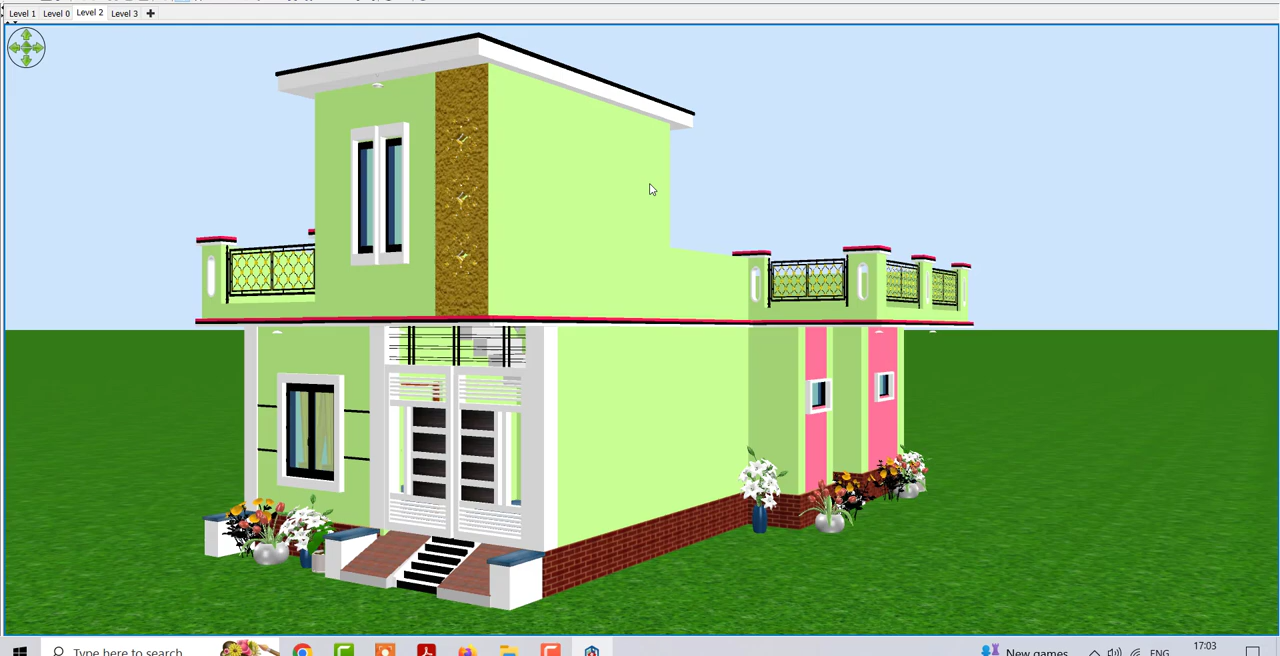 Level 1 Level 0 Level 2 Level 3
Type here to search
New games
ENG
17:03